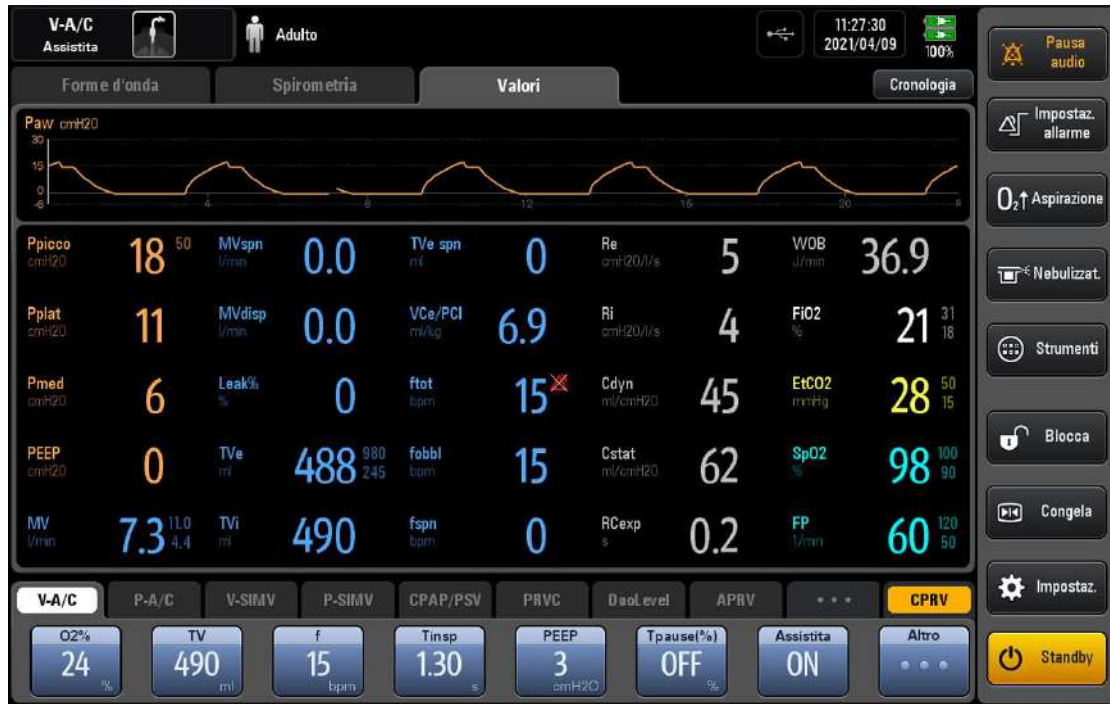 V-A/C
Assistita
Adulto
11:27:30
2021/04/09
100%
Forme d'onda
Spirometria
Valori
Cronologia
Paw cmH2O
30
15
0
-6
4
8
12
16
20
s
Ppicco
cmH2O
18
50
MVspn
l/min
0.0
TVe spn
ml
0
Re
cmH2O/l/s
5
WOB
J/min
36.9
Pplat
cmH2O
11
MVdisp
l/min
0.0
VCe/PCI
ml/kg
6.9
Ri
cmH2O/l/s
4
FiO2
%
21
31
18
Pmed
cmH2O
6
Leak%
%
0
ftot
bpm
15
Cdyn
ml/cmH2O
45
EtCO2
mmHg
28
50
15
PEEP
cmH2O
0
TVe
ml
488
980
245
fobbl
bpm
15
Cstat
ml/cmH2O
62
SpO2
%
98
100
90
MV
l/min
7.3
11.0
4.4
TVi
ml
490
fspn
bpm
0
RCexp
s
0.2
FP
1/min
60
120
50
V-A/C
P-A/C
V-SIMV
P-SIMV
CPAP/PSV
PRVC
DuoLevel
APRV
...
CPRV
O2%
24
%
TV
490
ml
f
15
bpm
Tinsp
1.30
s
PEEP
3
cmH2O
Tpause(%)
OFF
%
Assistita
ON
Altro
...
Pausa
audio
Impostaz.
allarme
O2↑ Aspirazione
Nebulizzat.
Strumenti
Blocca
Congela
Impostaz.
Standby